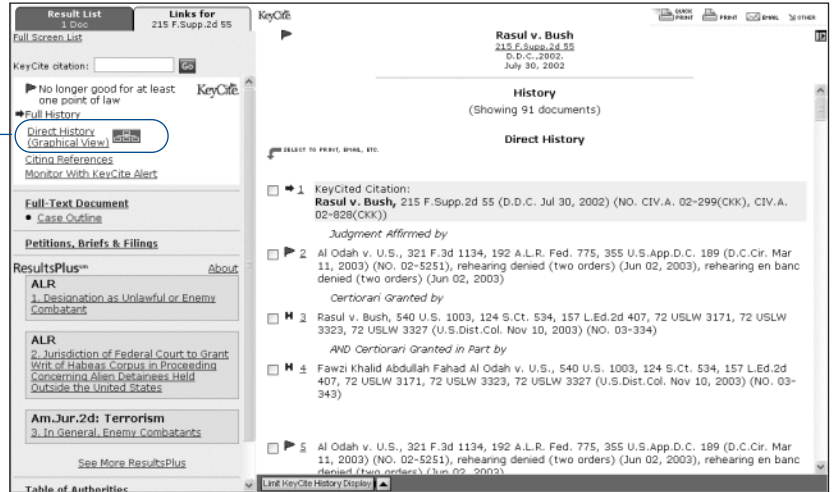 Result List
1 Doc
Links for
215 F.Supp.2d 55
Full Screen List
KeyCite citation:
Go
No longer good for at least
one point of law
KeyCite
Full History
Direct History
(Graphical View)
Citing References
Monitor With KeyCite Alert
Full-Text Document
• Case Outline
Petitions, Briefs & Filings
ResultsPlus℠ About
ALR
1. Designation as Unlawful or Enemy
Combatant
ALR
2. Jurisdiction of Federal Court to Grant
Writ of Habeas Corpus in Proceeding
Concerning Alien Detainees Held
Outside the United States
Am.Jur.2d: Terrorism
3. In General, Enemy Combatants
See More ResultsPlus
Table of Authorities
KeyCite
QUICK PRINT PRINT EMAIL OTHER
Rasul v. Bush
215 F.Supp.2d 55
D.D.C.,2002.
July 30, 2002
History
(Showing 91 documents)
Direct History
SELECT TO PRINT, EMAIL, ETC.
1 KeyCited Citation:
Rasul v. Bush, 215 F.Supp.2d 55 (D.D.C. Jul 30, 2002) (NO. CIV.A. 02-299(CKK), CIV.A.
02-828(CKK))
Judgment Affirmed by
2 Al Odah v. U.S., 321 F.3d 1134, 192 A.L.R. Fed. 775, 355 U.S.App.D.C. 189 (D.C.Cir. Mar
11, 2003) (NO. 02-5251), rehearing denied (two orders) (Jun 02, 2003), rehearing en banc
denied (two orders) (Jun 02, 2003)
Certiorari Granted by
H 3 Rasul v. Bush, 540 U.S. 1003, 124 S.Ct. 534, 157 L.Ed.2d 407, 72 USLW 3171, 72 USLW
3323, 72 USLW 3327 (U.S.Dist.Col. Nov 10, 2003) (NO. 03-334)
AND Certiorari Granted in Part by
H 4 Fawzi Khalid Abdullah Fahad Al Odah v. U.S., 540 U.S. 1003, 124 S.Ct. 534, 157 L.Ed.2d
407, 72 USLW 3171, 72 USLW 3323, 72 USLW 3327 (U.S.Dist.Col. Nov 10, 2003) (NO. 03-
343)
5 Al Odah v. U.S., 321 F.3d 1134, 192 A.L.R. Fed. 775, 355 U.S.App.D.C. 189 (D.C.Cir. Mar
11, 2003) (NO. 02-5251), rehearing denied (two orders) (Jun 02, 2003), rehearing en banc
denied (two orders) (Jun 02, 2003)
Limit KeyCite History Display